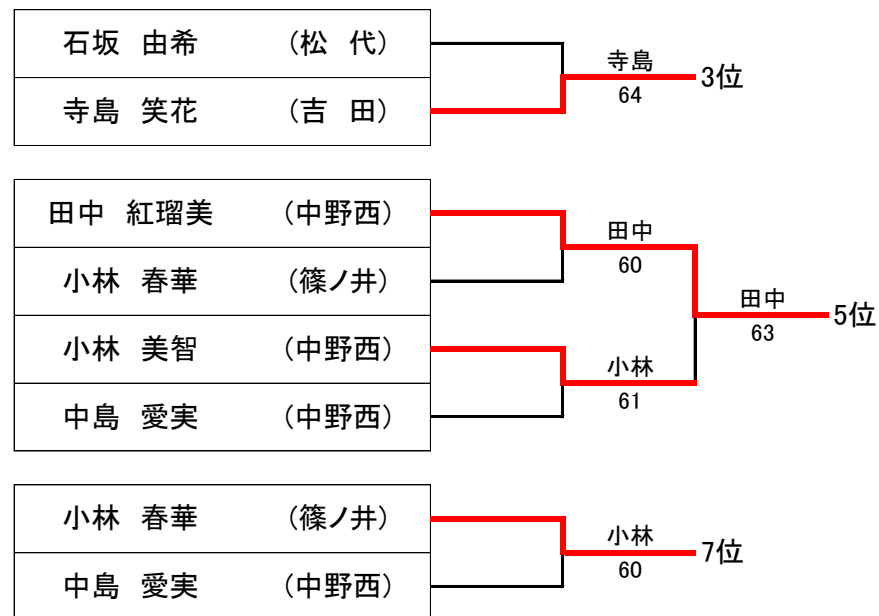 石坂 由希 (松 代)
寺島 笑花 (吉 田)
寺島
64
3位
田中 紅瑠美 (中野西)
小林 春華 (篠ノ井)
小林 美智 (中野西)
中島 愛実 (中野西)
田中
60
小林
61
田中
63
5位
小林 春華 (篠ノ井)
中島 愛実 (中野西)
小林
60
7位